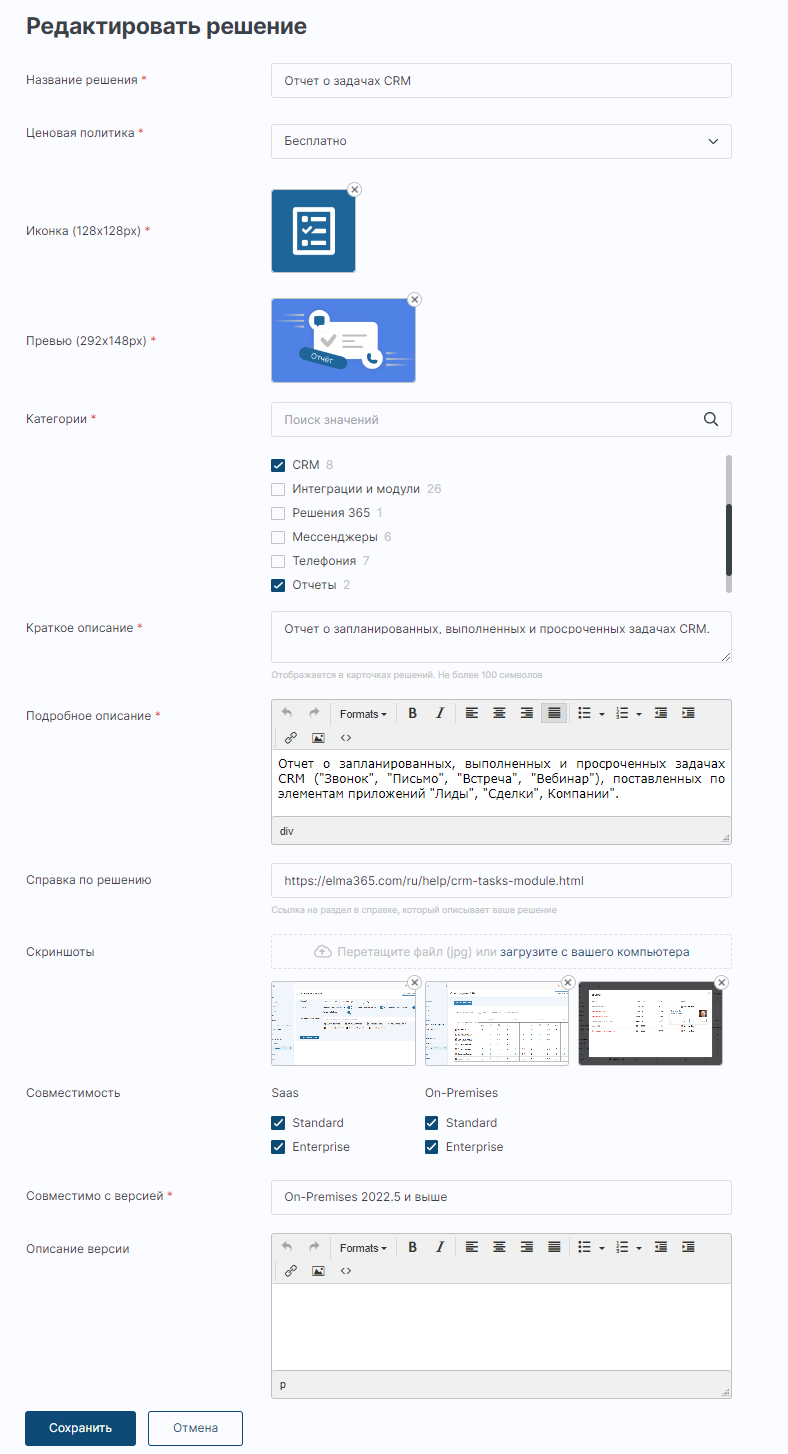 Редактировать решение
Название решения *
Отчет о задачах CRM
Ценовая политика *
Бесплатно
Иконка (128x128px) *
Превью (292x148px) *
Отчет
Категории *
Поиск значений
CRM 8
Интеграции и модули 26
Решения 365 1
Мессенджеры 6
Телефония 7
Отчеты 2
Краткое описание *
Отчет о запланированных, выполненных и просроченных задачах CRM.
Отображается в карточках решений. Не более 100 символов
Подробное описание *
Formats B I
Отчет о запланированных, выполненных и просроченных задачах
CRM ("Звонок", "Письмо", "Встреча", "Вебинар"), поставленных по
элементам приложений "Лиды", "Сделки", Компании".
div
Справка по решению
https://elma365.com/ru/help/crm-tasks-module.html
Ссылка на раздел в справке, который описывает ваше решение
Скриншоты
Перетащите файл (jpg) или загрузите с вашего компьютера
Совместимость
Saas On-Premises
Standard Standard
Enterprise Enterprise
Совместимо с версией *
On-Premises 2022.5 и выше
Описание версии
Formats B I
p
Сохранить Отмена